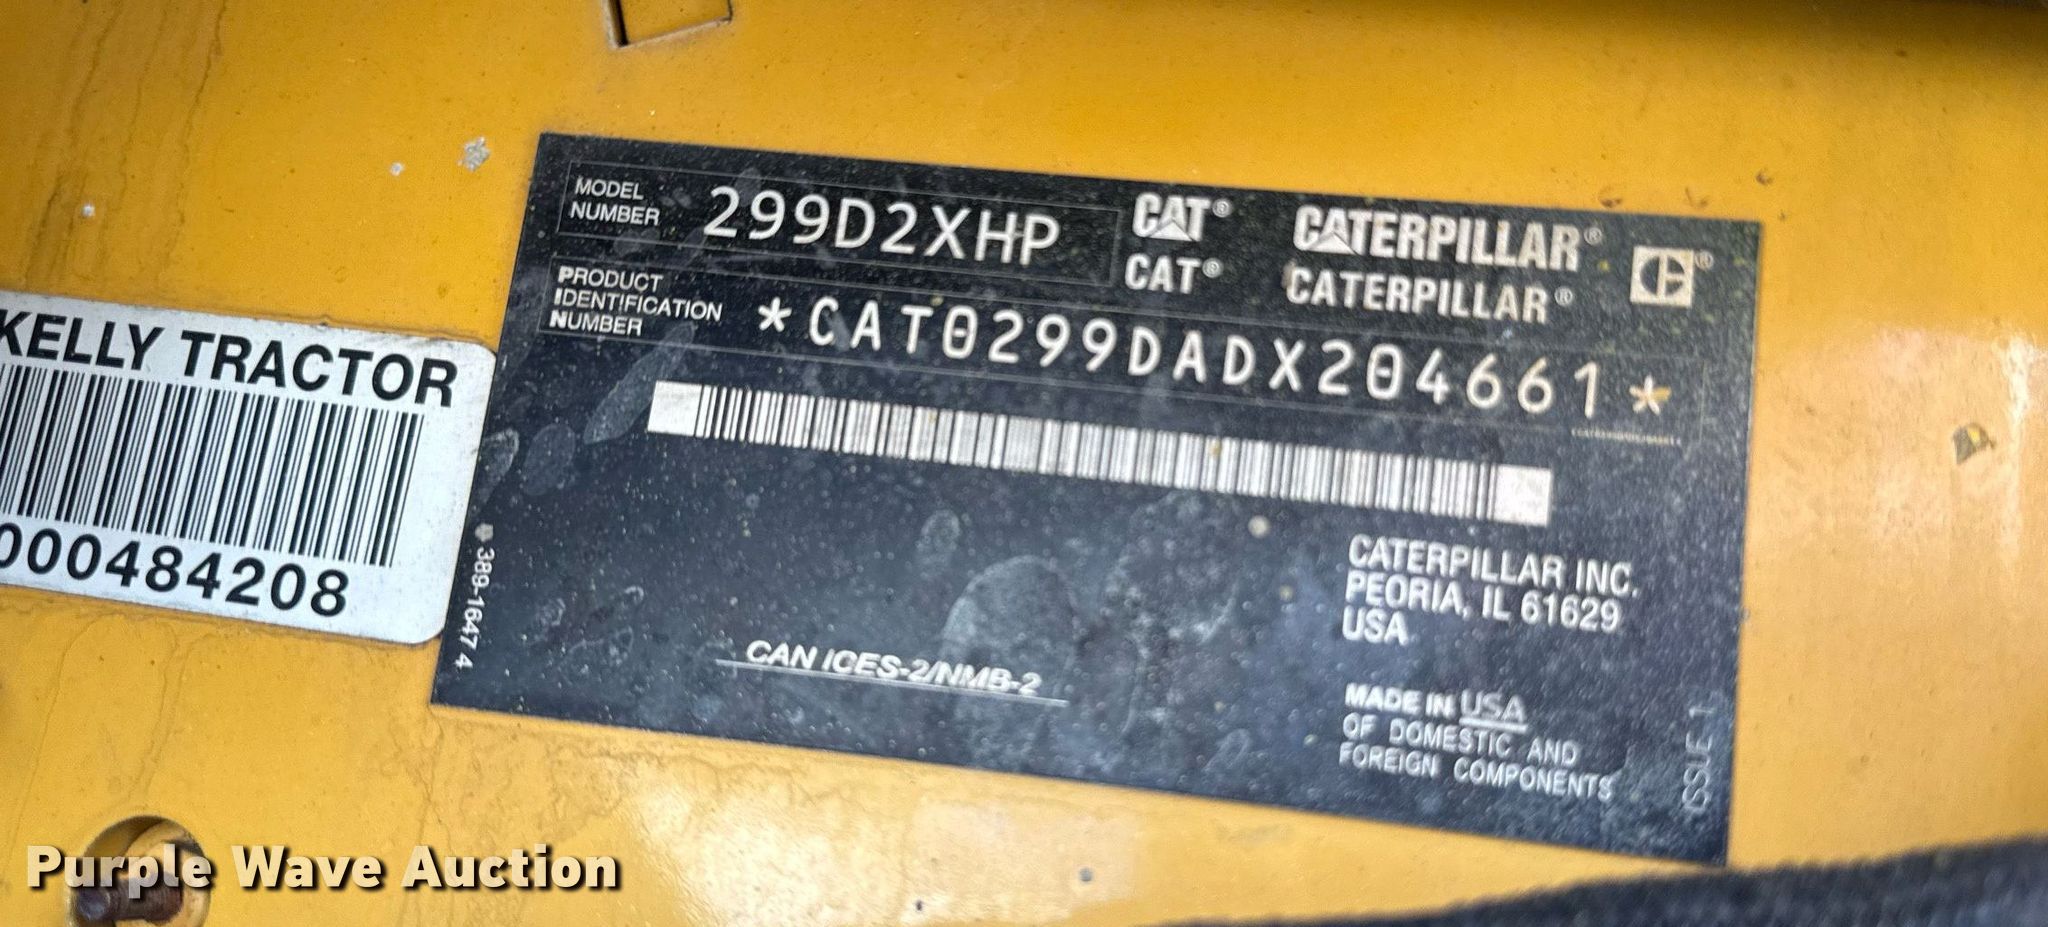 MODEL
NUMBER
299D2XHP
CAT® CATERPILLAR®
CAT® CATERPILLAR®
PRODUCT
IDENTIFICATION
NUMBER
*CAT0299DADX204661*
KELLY TRACTOR
000484208
389-1647 4
CATERPILLAR INC.
PEORIA, IL 61629
USA
CAN ICES-2/NMB-2
MADE IN USA
OF DOMESTIC AND
FOREIGN COMPONENTS
ISSUE 1
Purple Wave Auction